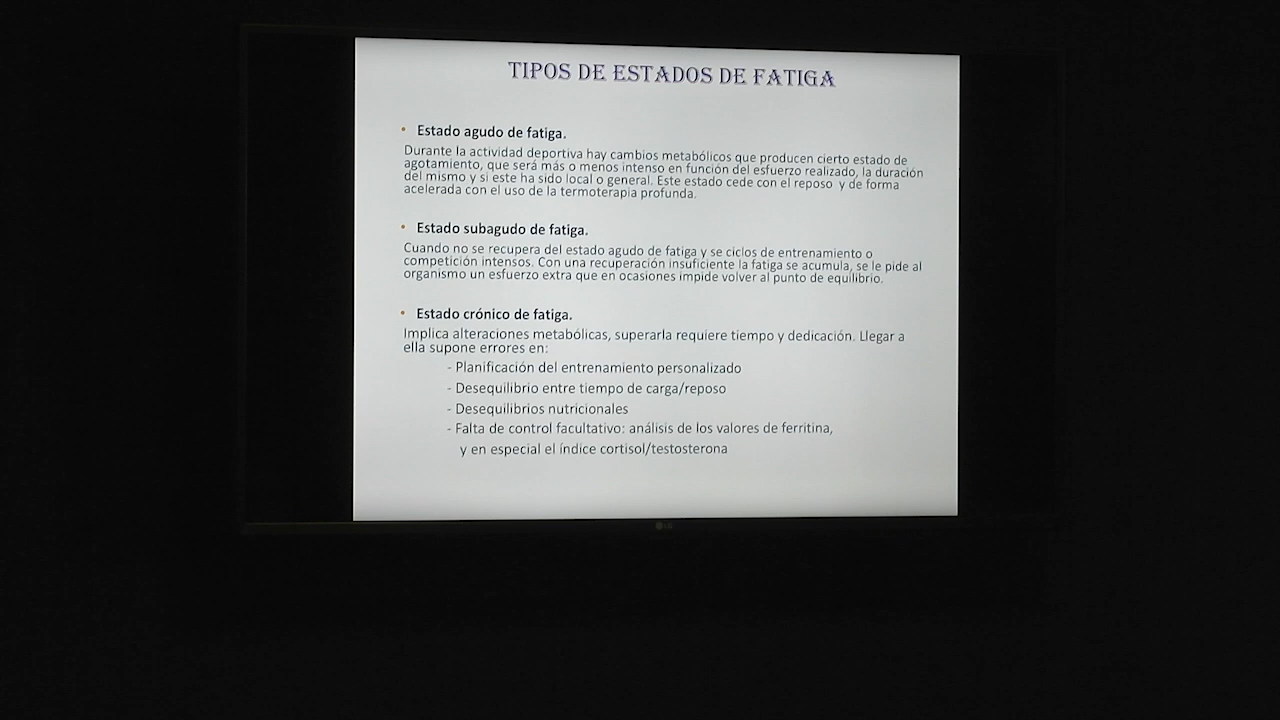 TIPOS DE ESTADOS DE FATIGA
• Estado agudo de fatiga.
Durante la actividad deportiva hay cambios metabólicos que producen cierto estado de
agotamiento, que será más o menos intenso en función del esfuerzo realizado, la duración
del mismo y si este ha sido local o general. Este estado cede con el reposo y de forma
acelerada con el uso de la termoterapia profunda.
• Estado subagudo de fatiga.
Cuando no se recupera del estado agudo de fatiga y se ciclos de entrenamiento o
competición intensos. Con una recuperación insuficiente la fatiga se acumula, se le pide al
organismo un esfuerzo extra que en ocasiones impide volver al punto de equilibrio.
• Estado crónico de fatiga.
Implica alteraciones metabólicas, superarla requiere tiempo y dedicación. Llegar a
ella supone errores en:
- Planificación del entrenamiento personalizado
- Desequilibrio entre tiempo de carga/reposo
- Desequilibrios nutricionales
- Falta de control facultativo: análisis de los valores de ferritina,
y en especial el índice cortisol/testosterona
LG